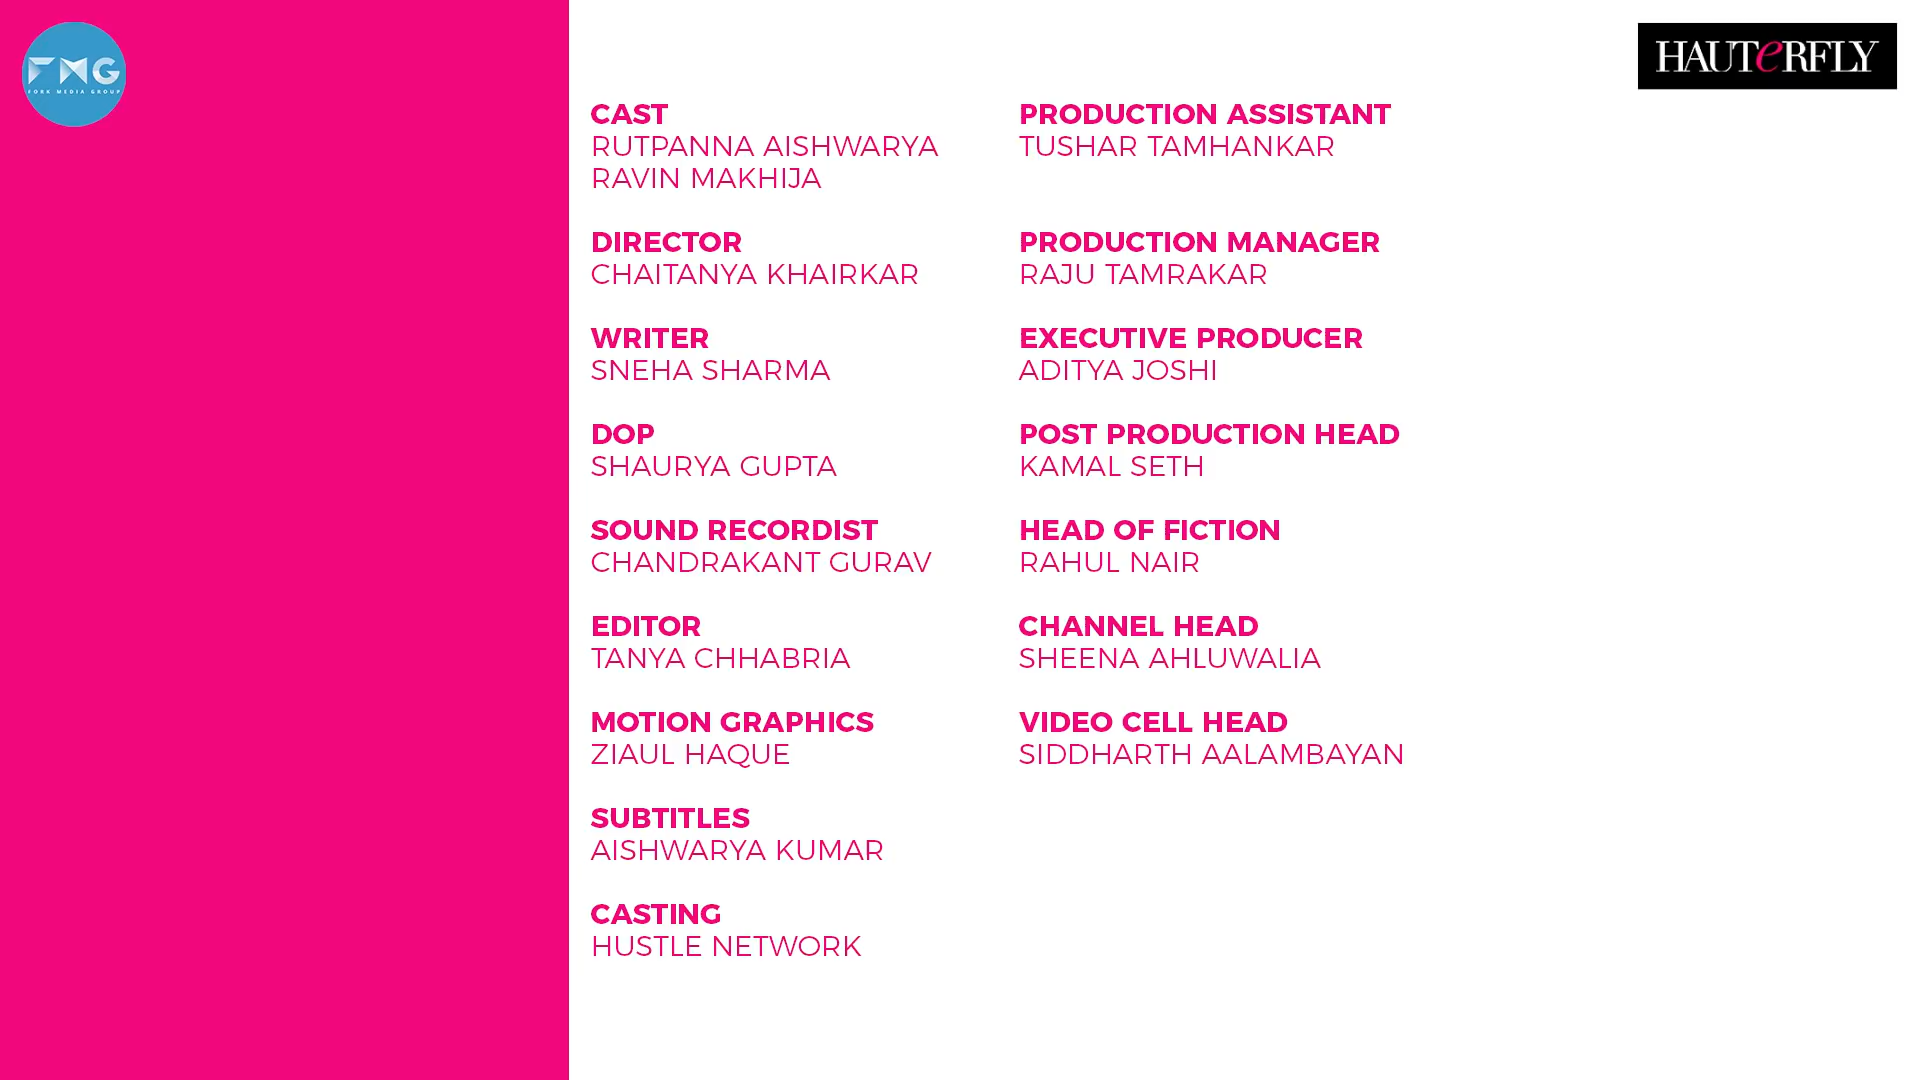 FMG
FORK MEDIA GROUP
HAUTERFLY
CAST
RUTPANNA AISHWARYA
RAVIN MAKHIJA
DIRECTOR
CHAITANYA KHAIRKAR
WRITER
SNEHA SHARMA
DOP
SHAURYA GUPTA
SOUND RECORDIST
CHANDRAKANT GURAV
EDITOR
TANYA CHHABRIA
MOTION GRAPHICS
ZIAUL HAQUE
SUBTITLES
AISHWARYA KUMAR
CASTING
HUSTLE NETWORK
PRODUCTION ASSISTANT
TUSHAR TAMHANKAR
PRODUCTION MANAGER
RAJU TAMRAKAR
EXECUTIVE PRODUCER
ADITYA JOSHI
POST PRODUCTION HEAD
KAMAL SETH
HEAD OF FICTION
RAHUL NAIR
CHANNEL HEAD
SHEENA AHLUWALIA
VIDEO CELL HEAD
SIDDHARTH AALAMBAYAN